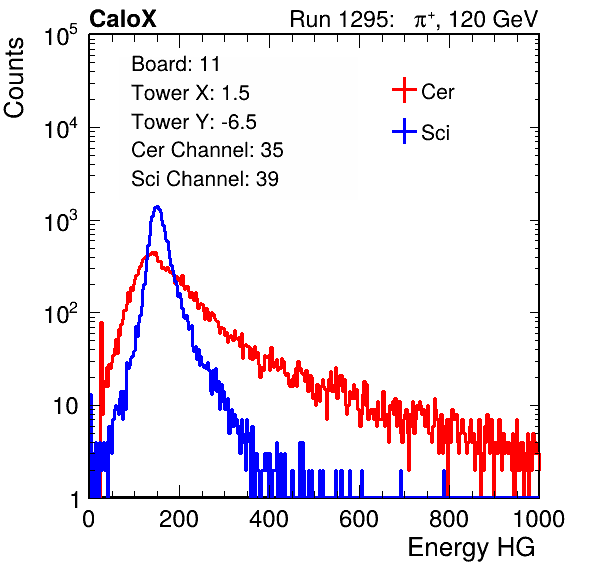 CaloX Run 1295: π⁺, 120 GeV
Board: 11
Tower X: 1.5
Tower Y: -6.5
Cer Channel: 35
Sci Channel: 39
Cer
Sci
Counts
10⁵
10⁴
10³
10²
10
1
0 200 400 600 800 1000
Energy HG